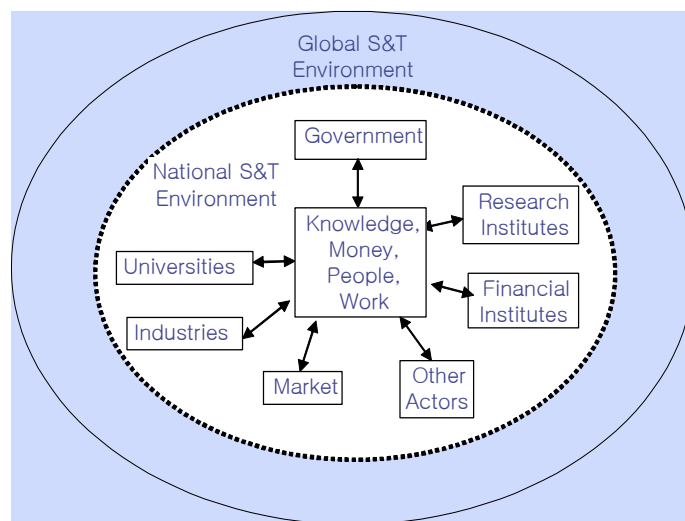 Global S&T
Environment
Government
National S&T
Environment
Research
Institutes
Knowledge,
Money,
People,
Work
Universities
Financial
Institutes
Industries
Market
Other
Actors